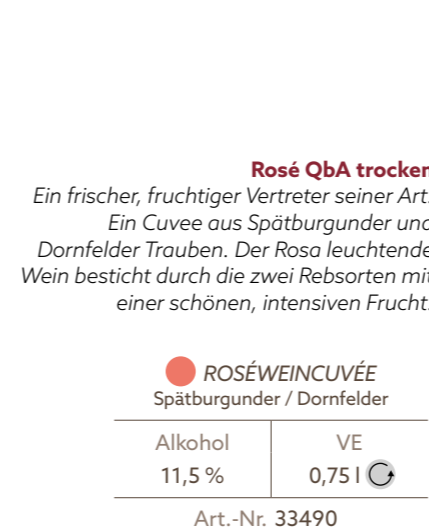 Rosé QbA trocken
Ein frischer, fruchtiger Vertreter seiner Art.
Ein Cuvee aus Spätburgunder und
Dornfelder Trauben. Der Rosa leuchtende
Wein besticht durch die zwei Rebsorten mit
einer schönen, intensiven Frucht.
ROSÉWEINCUVÉE
Spätburgunder / Dornfelder
Alkohol VE
11,5 % 0,75 l
Art.-Nr. 33490